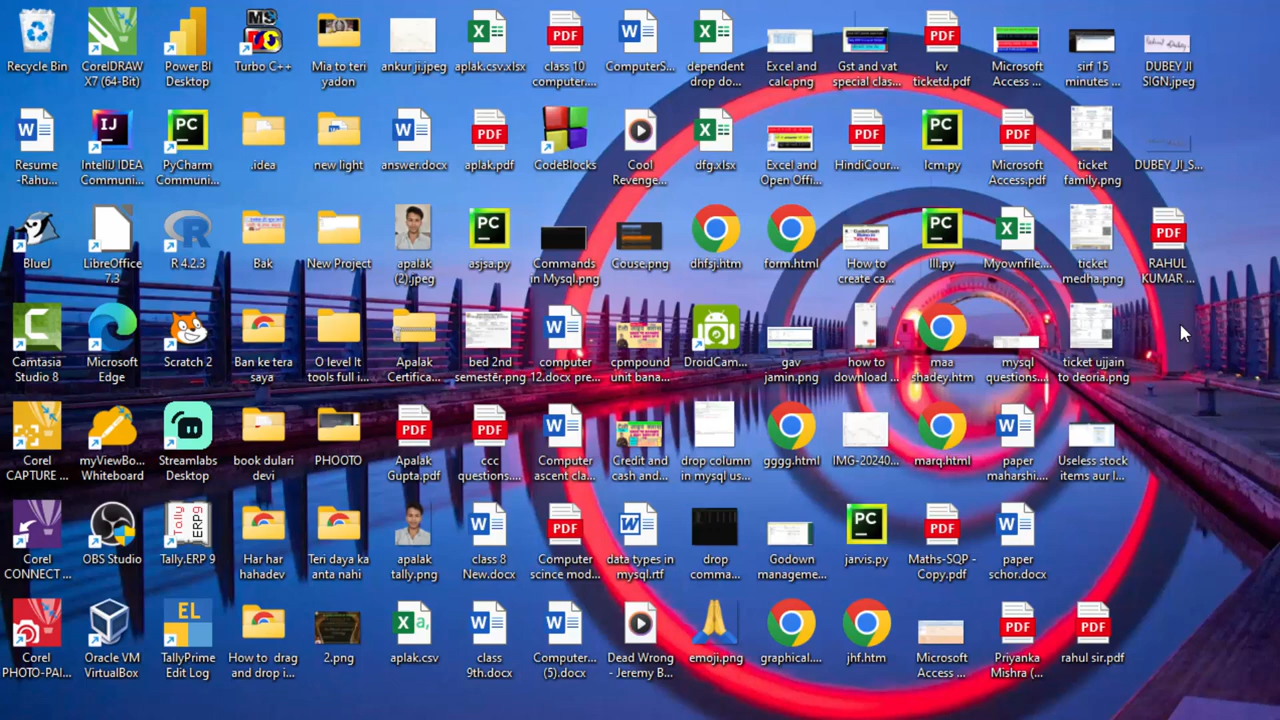 Recycle Bin
CorelDRAW
X7 (64-Bit)
Power BI
Desktop
Turbo C++
Mia to teri
yadon
ankur ji.jpeg
aplak.csv.xlsx
class 10
computer....
ComputerS...
dependent
drop do...
Excel and
calc.png
Gst and vat
special clas...
kv
ticketd.pdf
Microsoft
Access ...
sirf 15
minutes ...
DUBEY JI
SIGN.jpeg
Resume
-Rahu...
IntelliJ IDEA
Communi...
PyCharm
Communi...
.idea
new light
answer.docx
aplak.pdf
CodeBlocks
Cool
Revenge...
dfg.xlsx
Excel and
Open Offi...
HindiCour...
lcm.py
Microsoft
Access.pdf
ticket
family.png
DUBEY_JI_S...
BlueJ
LibreOffice
7.3
R 4.2.3
Bak
New Project
apalak
(2).jpeg
asjsa.py
Commands
in Mysql.png
Couse.png
dhfsj.htm
form.html
How to
create ca...
lll.py
Myownfile....
ticket
medha.png
RAHUL
KUMAR ...
Camtasia
Studio 8
Microsoft
Edge
Scratch 2
Ban ke tera
saya
O level It
tools full i...
Apalak
Certifica...
bed 2nd
semester.png
computer
12.docx pre...
cpmpound
unit bana...
DroidCam...
gav
jamin.png
how to
download ...
maa
shadey.htm
mysql
questions....
ticket ujjain
to deoria.png
Corel
CAPTURE ...
myViewBo...
Whiteboard
Streamlabs
Desktop
book dulari
devi
PHOOTO
Apalak
Gupta.pdf
ccc
questions....
Computer
ascent cla...
Credit and
cash and...
drop column
in mysql us...
gggg.html
IMG-20240...
marq.html
paper
maharshi....
Useless stock
items aur l...
Corel
CONNECT ...
OBS Studio
Tally.ERP 9
Har har
hahadev
Teri daya ka
anta nahi
apalak
tally.png
class 8
New.docx
Computer
scince mod...
data types in
mysql.rtf
drop
comma...
Godown
manageme...
jarvis.py
Maths-SQP -
Copy.pdf
paper
schor.docx
Corel
PHOTO-PAI...
Oracle VM
VirtualBox
TallyPrime
Edit Log
How to drag
and drop i...
2.png
aplak.csv
class
9th.docx
Computer...
(5).docx
Dead Wrong
- Jeremy B...
emoji.png
graphical....
jhf.htm
Microsoft
Access ...
Priyanka
Mishra (...
rahul sir.pdf